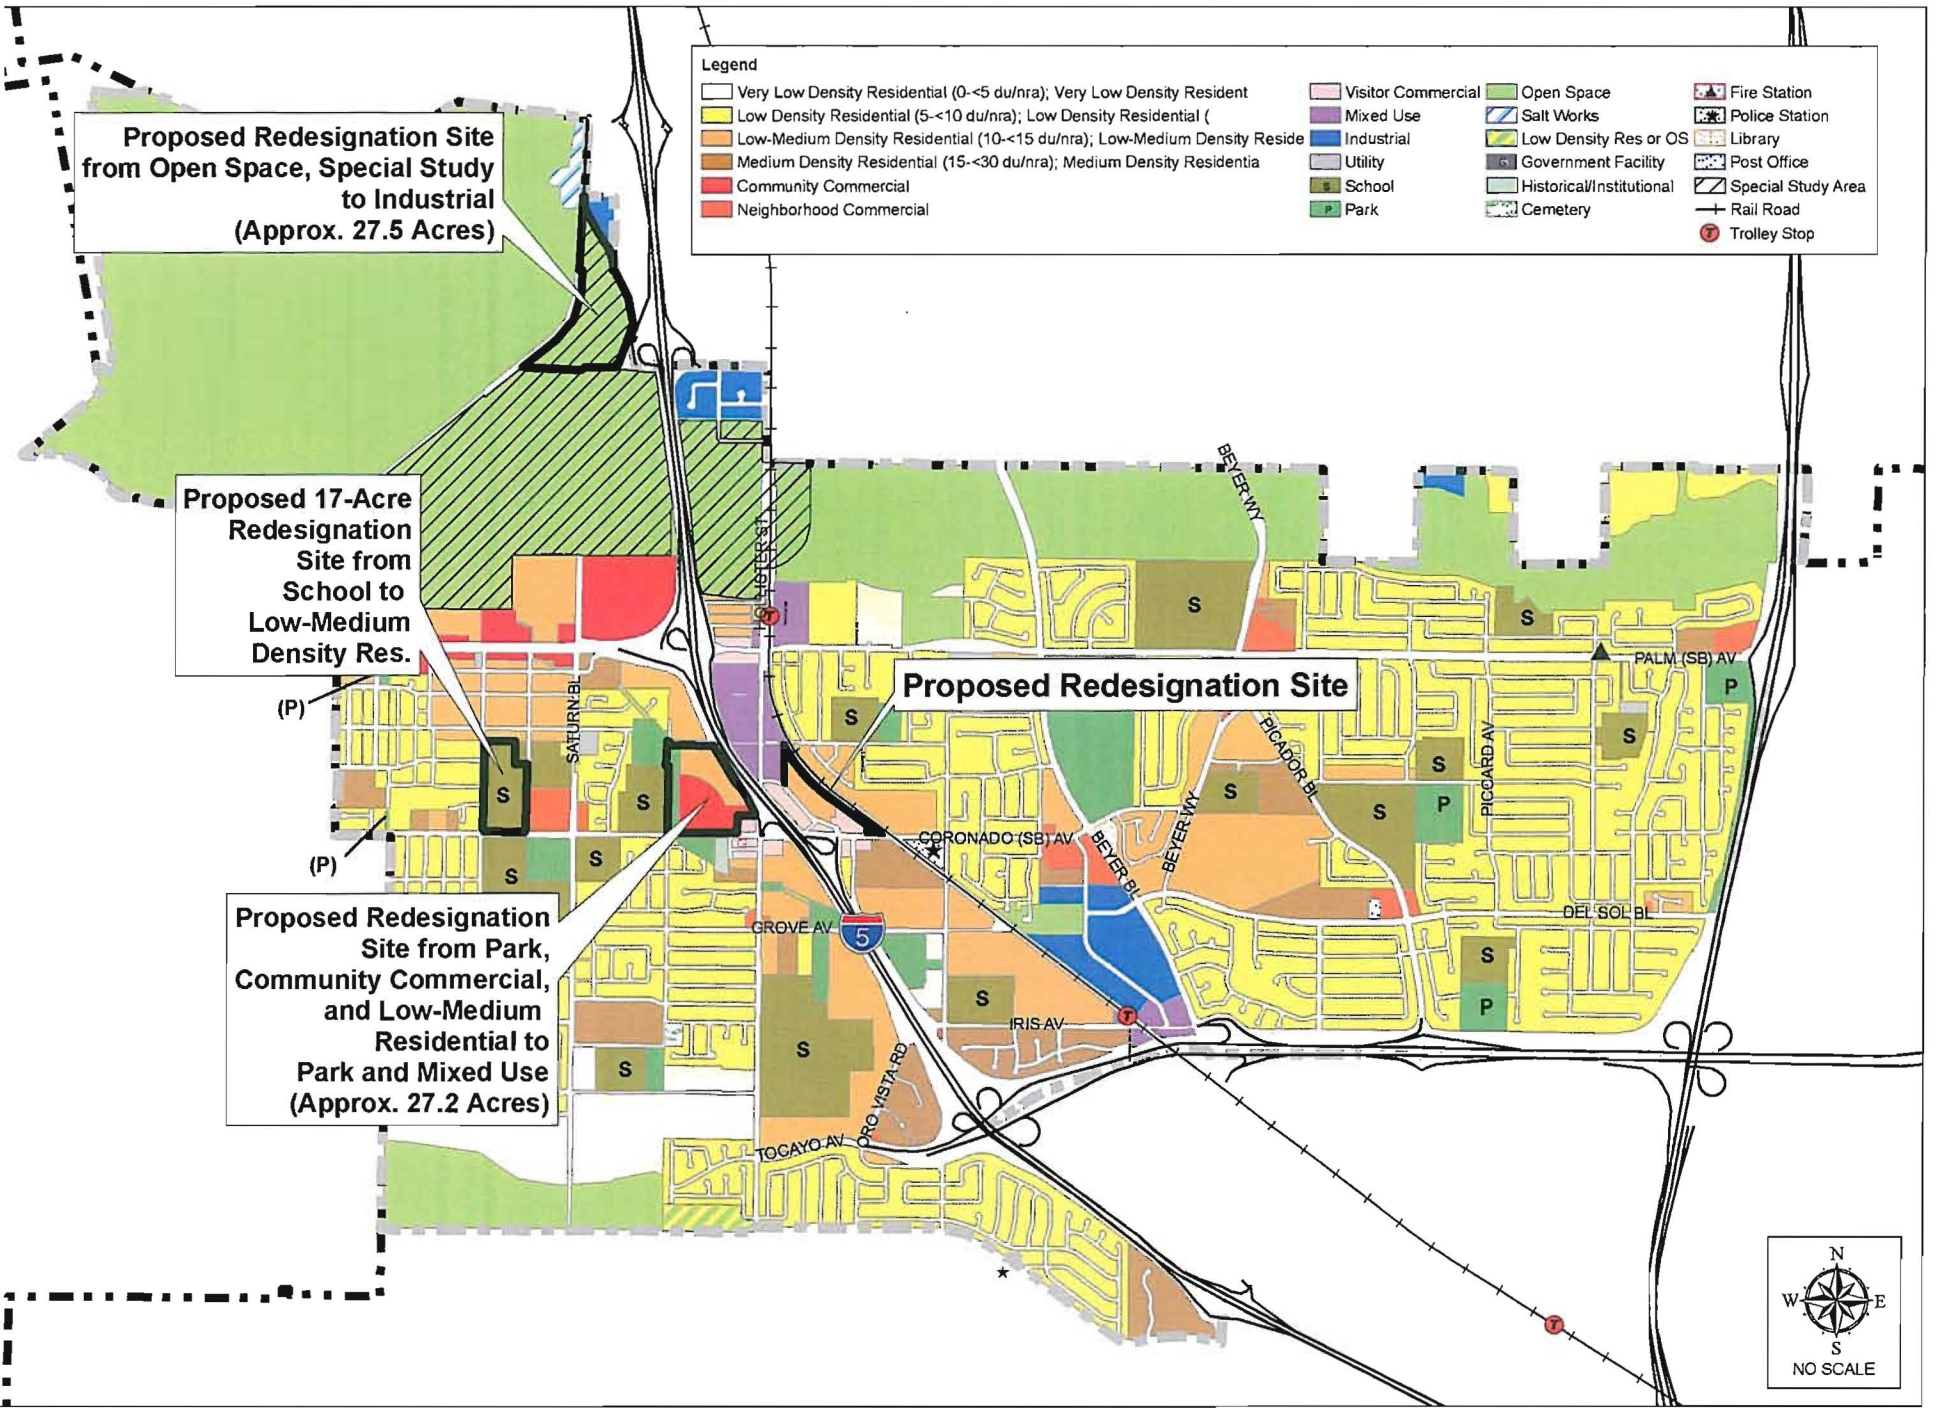 Legend
Very Low Density Residential (0-<5 du/nra); Very Low Density Resident
Low Density Residential (5-<10 du/nra); Low Density Residential (
Low-Medium Density Residential (10-<15 du/nra); Low-Medium Density Reside
Medium Density Residential (15-<30 du/nra); Medium Density Residentia
Community Commercial
Neighborhood Commercial
Visitor Commercial
Mixed Use
Industrial
Utility
S School
P Park
Open Space
Salt Works
Low Density Res or OS
G Government Facility
Historical/Institutional
Cemetery
Fire Station
Police Station
Library
Post Office
Special Study Area
Rail Road
T Trolley Stop
Proposed Redesignation Site
from Open Space, Special Study
to Industrial
(Approx. 27.5 Acres)
Proposed 17-Acre
Redesignation
Site from
School to
Low-Medium
Density Res.
(P)
(P)
Proposed Redesignation Site
Proposed Redesignation
Site from Park,
Community Commercial,
and Low-Medium
Residential to
Park and Mixed Use
(Approx. 27.2 Acres)
BEYER WY
T
S
S
PALM (SB) AV
P
SATURN BL
S
PICADOR BL
PICCARD AV
S
S
S
S
S
S
P
S
BEYER WY
CORONADO (SB) AV
BEYER BL
S
S
GROVE AV
5
DEL SOL BL
S
S
P
IRIS AV
T
S
S
ORO VISTA RD
TOCAYO AV
T
N
W
E
S
NO SCALE